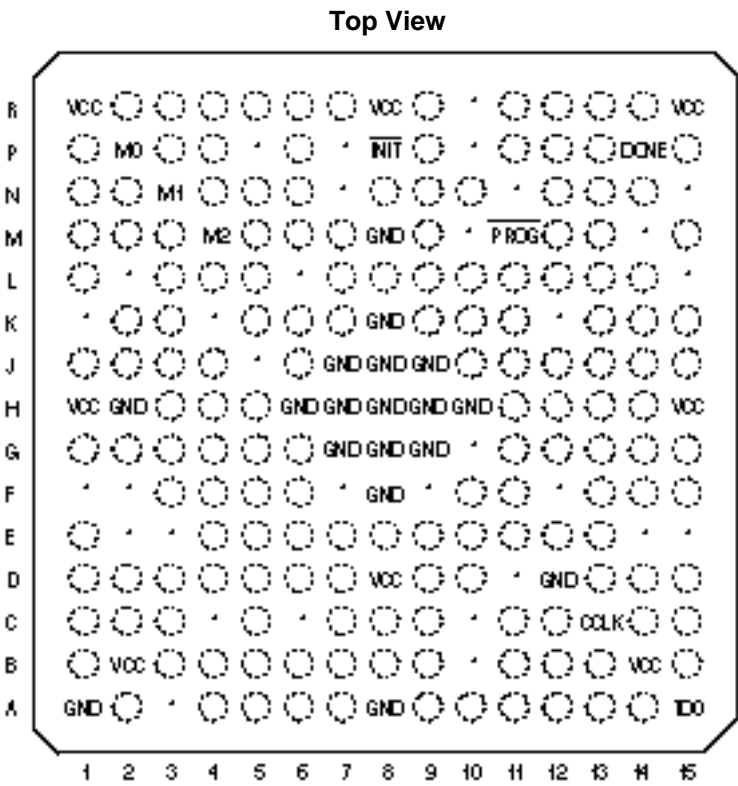 Top View
R VCC VCC VCC
P M0 INIT DONE
N M1
M M2 GND PROG
L
K GND
J GND GND GND
H VCC GND GND GND GND GND GND VCC
G GND GND GND
F GND
E
D VCC GND
C CCLK
B VCC VCC
A GND GND TDO
1 2 3 4 5 6 7 8 9 10 11 12 13 14 15